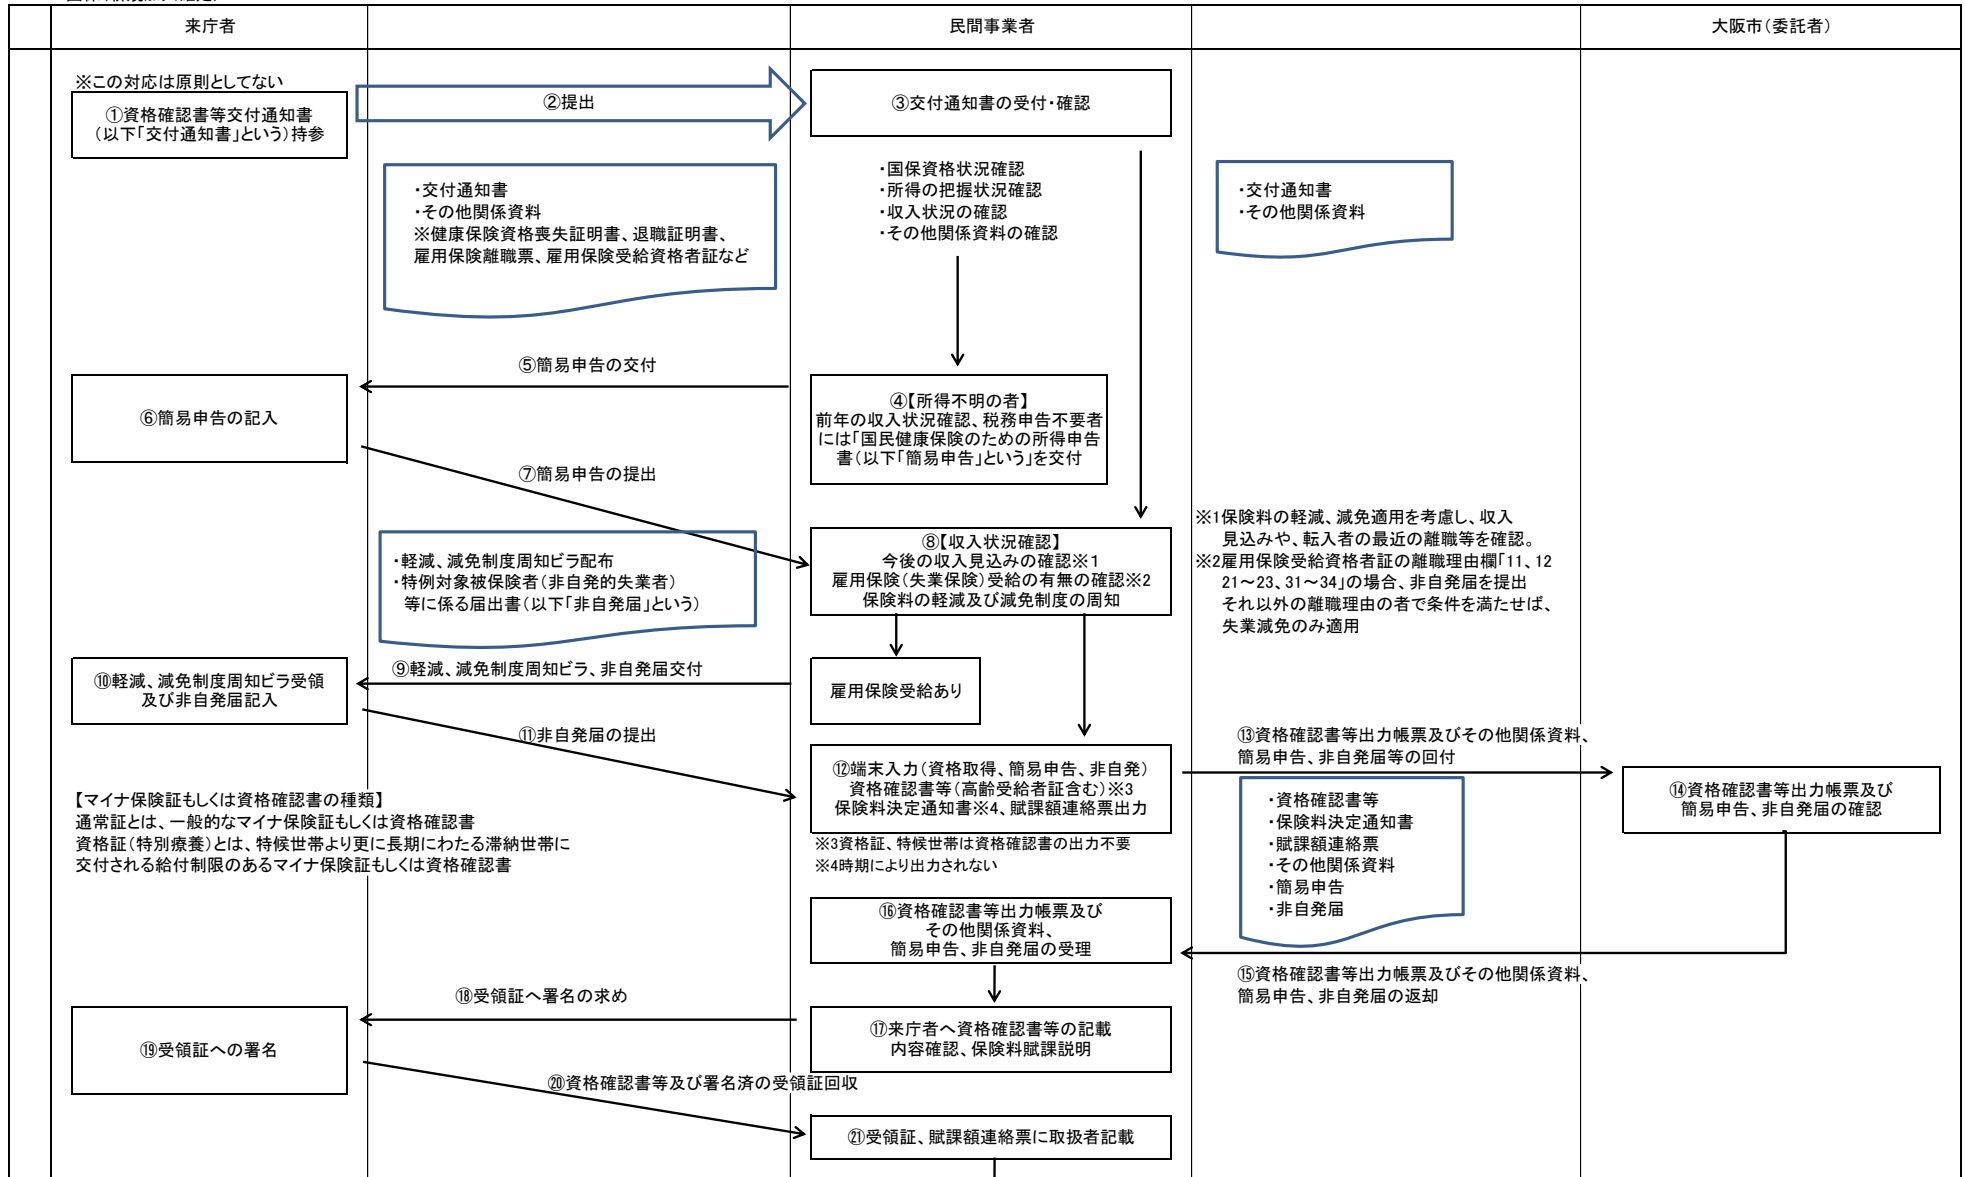 来庁者
民間事業者
大阪市（委託者）
※この対応は原則としてない
①資格確認書等交付通知書
（以下「交付通知書」という）持参
②提出
③交付通知書の受付・確認
・交付通知書
・その他関係資料
※健康保険資格喪失証明書、退職証明書、
雇用保険離職票、雇用保険受給資格者証など
・国保資格状況確認
・所得の把握状況確認
・収入状況の確認
・その他関係資料の確認
・交付通知書
・その他関係資料
⑤簡易申告の交付
⑥簡易申告の記入
④【所得不明の者】
前年の収入状況確認、税務申告不要者
には「国民健康保険のための所得申告
書（以下「簡易申告」という」を交付
⑦簡易申告の提出
・軽減、減免制度周知ビラ配布
・特例対象被保険者（非自発的失業者）
等に係る届出書（以下「非自発届」という）
⑧【収入状況確認】
今後の収入見込みの確認※1
雇用保険（失業保険）受給の有無の確認※2
保険料の軽減及び減免制度の周知
※1保険料の軽減、減免適用を考慮し、収入
見込みや、転入者の最近の離職等を確認。
※2雇用保険受給資格者証の離職理由欄「11、12
21～23、31～34」の場合、非自発届を提出
それ以外の離職理由の者で条件を満たせば、
失業減免のみ適用
⑨軽減、減免制度周知ビラ、非自発届交付
⑩軽減、減免制度周知ビラ受領
及び非自発届記入
雇用保険受給あり
⑪非自発届の提出
⑫端末入力（資格取得、簡易申告、非自発）
資格確認書等（高齢受給者証含む）※3
保険料決定通知書※4、賦課額連絡票出力
※3資格証、特候世帯は資格確認書の出力不要
※4時期により出力されない
⑬資格確認書等出力帳票及びその他関係資料、
簡易申告、非自発届等の回付
・資格確認書等
・保険料決定通知書
・賦課額連絡票
・その他関係資料
・簡易申告
・非自発届
⑭資格確認書等出力帳票及び
簡易申告、非自発届の確認
【マイナ保険証もしくは資格確認書の種類】
通常証とは、一般的なマイナ保険証もしくは資格確認書
資格証（特別療養）とは、特候世帯より更に長期にわたる滞納世帯に
交付される給付制限のあるマイナ保険証もしくは資格確認書
⑯資格確認書等出力帳票及び
その他関係資料、
簡易申告、非自発届の受理
⑮資格確認書等出力帳票及びその他関係資料、
簡易申告、非自発届の返却
⑱受領証へ署名の求め
⑰来庁者へ資格確認書等の記載
内容確認、保険料賦課説明
⑲受領証への署名
⑳資格確認書等及び署名済の受領証回収
㉑受領証、賦課額連絡票に取扱者記載